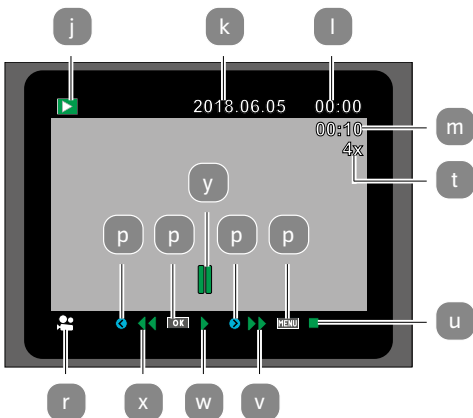 j k l
2018.06.05 00:00
00:10 m
4x
t
y
p p p p
OK MENU
u
r x w v